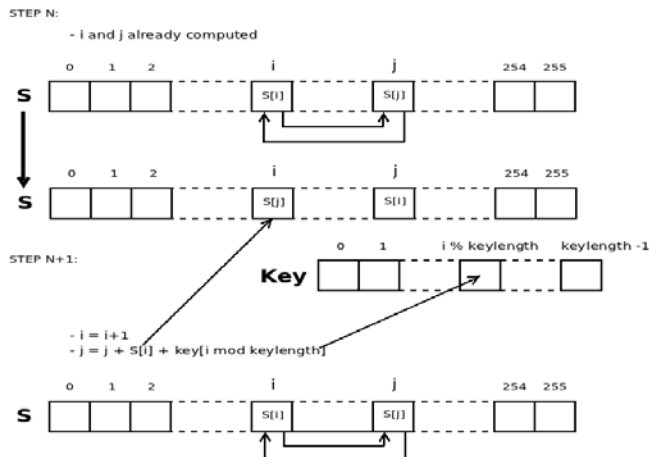 STEP N:
- i and j already computed
i j
0 1 2 254 255
S S[i] S[j]
i j
0 1 2 254 255
S S[j] S[i]
STEP N+1:
0 1 i % keylength keylength -1
Key
- i = i+1
- j = j + S[i] + key[i mod keylength]
i j
0 1 2 254 255
S S[i] S[j]